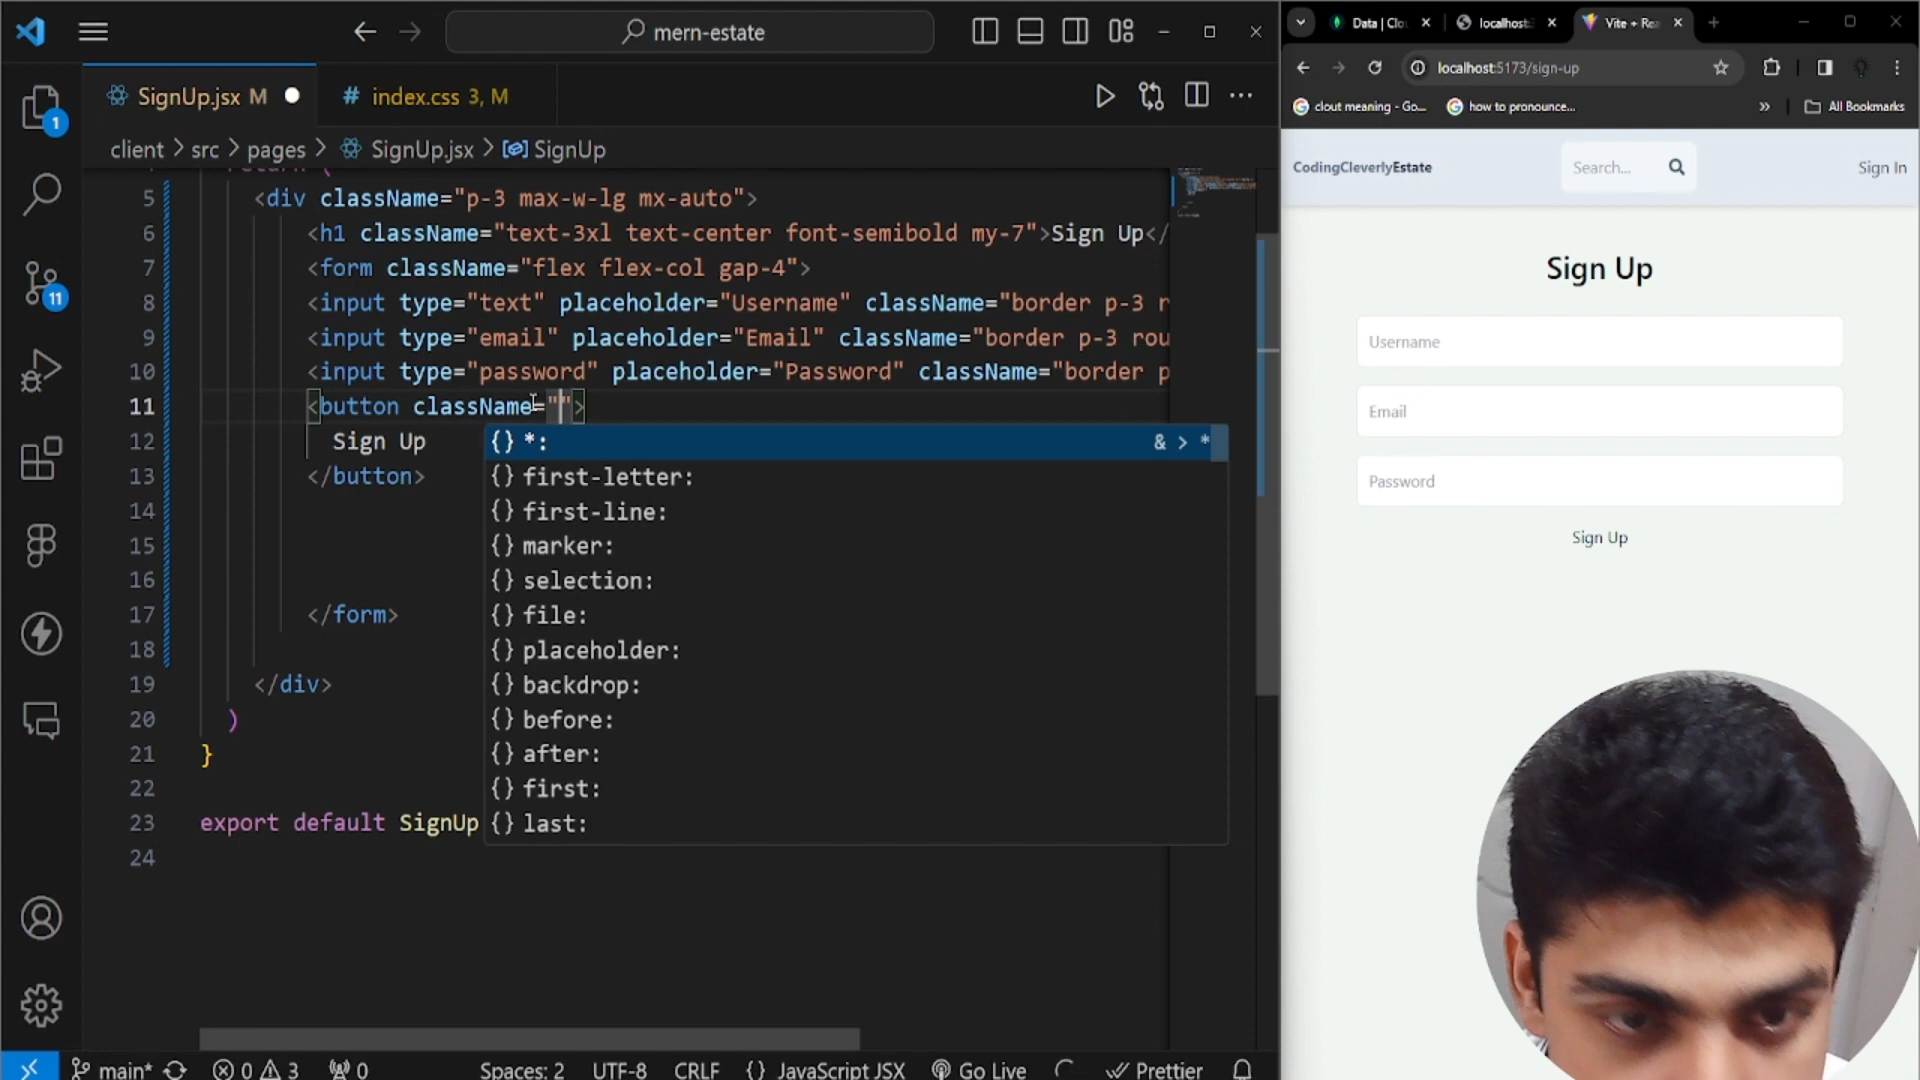 mern-estate
SignUp.jsx M
# index.css 3, M
client > src > pages > SignUp.jsx > SignUp
5 <div className="p-3 max-w-lg mx-auto">
6 <h1 className="text-3xl text-center font-semibold my-7">Sign Up</
7 <form className="flex flex-col gap-4">
8 <input type="text" placeholder="Username" className="border p-3 r
9 <input type="email" placeholder="Email" className="border p-3 rou
10 <input type="password" placeholder="Password" className="border p
11 <button className="">
12 Sign Up
13 </button>
14
15
16
17 </form>
18
19 </div>
20 )
21 }
22
23 export default SignUp
24
{} *: & > *
{} first-letter:
{} first-line:
{} marker:
{} selection:
{} file:
{} placeholder:
{} backdrop:
{} before:
{} after:
{} first:
{} last:
1
11
main* 0 3 0 Spaces: 2 UTF-8 CRLF {} JavaScript JSX Go Live Prettier
Data | Clo
localhost:
Vite + Rea
localhost:5173/sign-up
clout meaning - Go...
how to pronounce...
» All Bookmarks
CodingCleverlyEstate
Search...
Sign In
Sign Up
Username
Email
Password
Sign Up